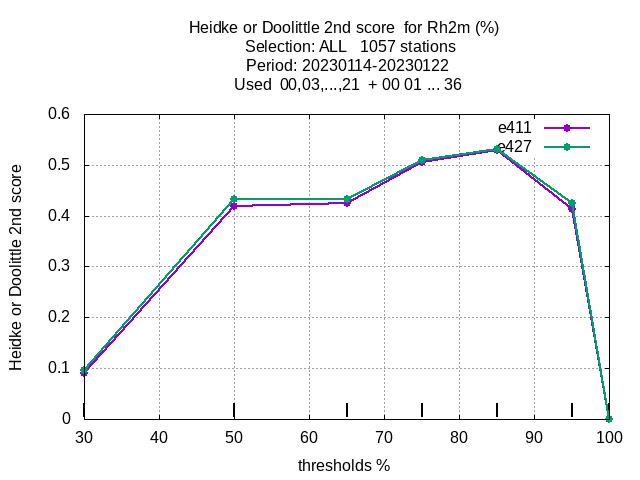 Heidke or Doolittle 2nd score  for Rh2m (%)
Selection: ALL   1057 stations
Period: 20230114-20230122
Used  00,03,...,21  + 00 01 ... 36
e411
e427
Heidke or Doolittle 2nd score
0.6
0.5
0.4
0.3
0.2
0.1
0
30 40 50 60 70 80 90 100
thresholds %